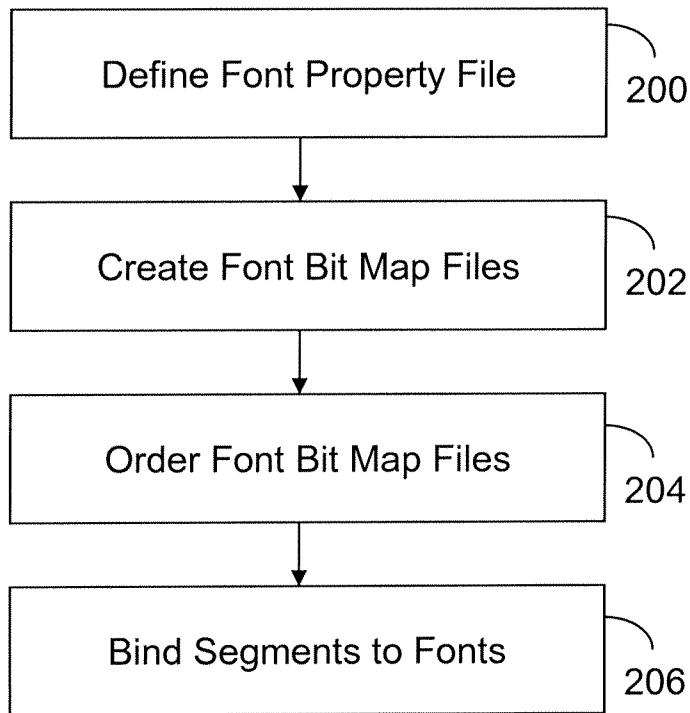 Define Font Property File
200
Create Font Bit Map Files
202
Order Font Bit Map Files
204
Bind Segments to Fonts
206